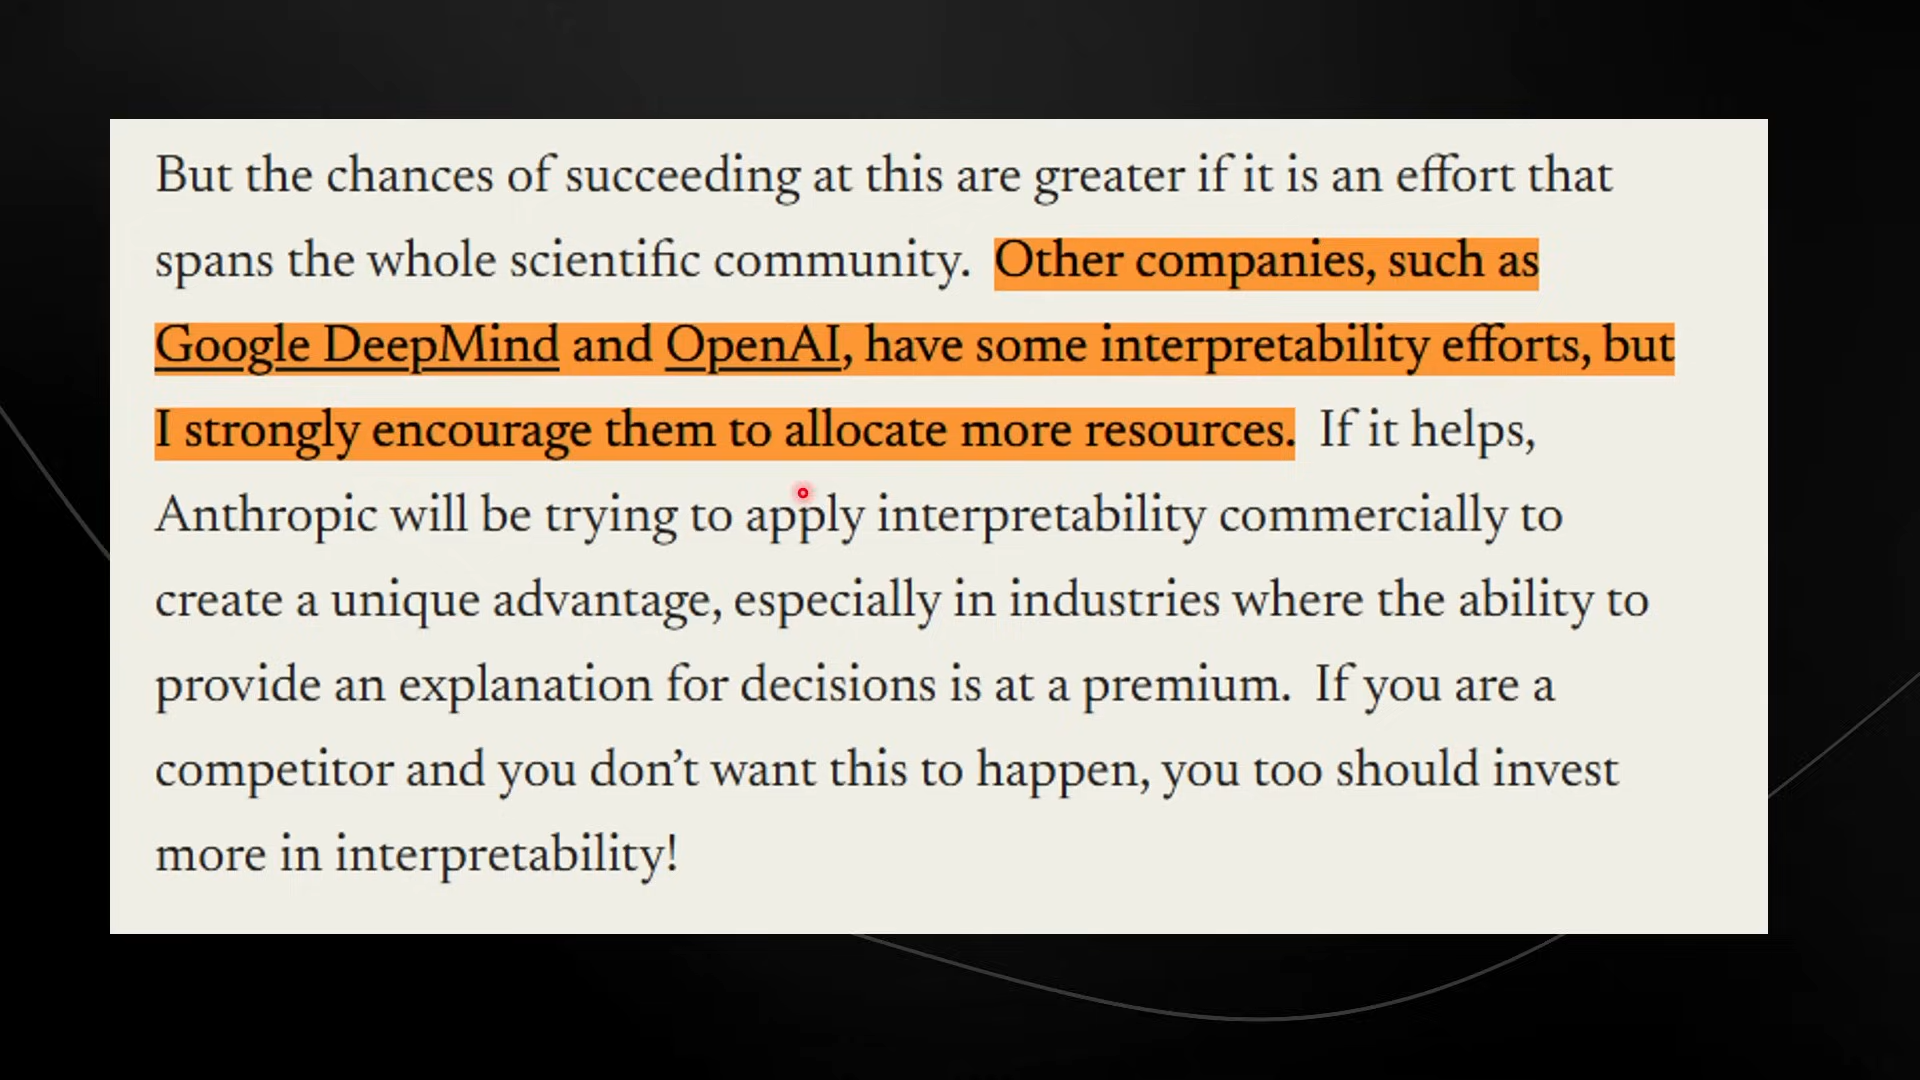 But the chances of succeeding at this are greater if it is an effort that
spans the whole scientific community.  Other companies, such as
Google DeepMind and OpenAI, have some interpretability efforts, but
I strongly encourage them to allocate more resources.  If it helps,
Anthropic will be trying to apply interpretability commercially to
create a unique advantage, especially in industries where the ability to
provide an explanation for decisions is at a premium.  If you are a
competitor and you don’t want this to happen, you too should invest
more in interpretability!